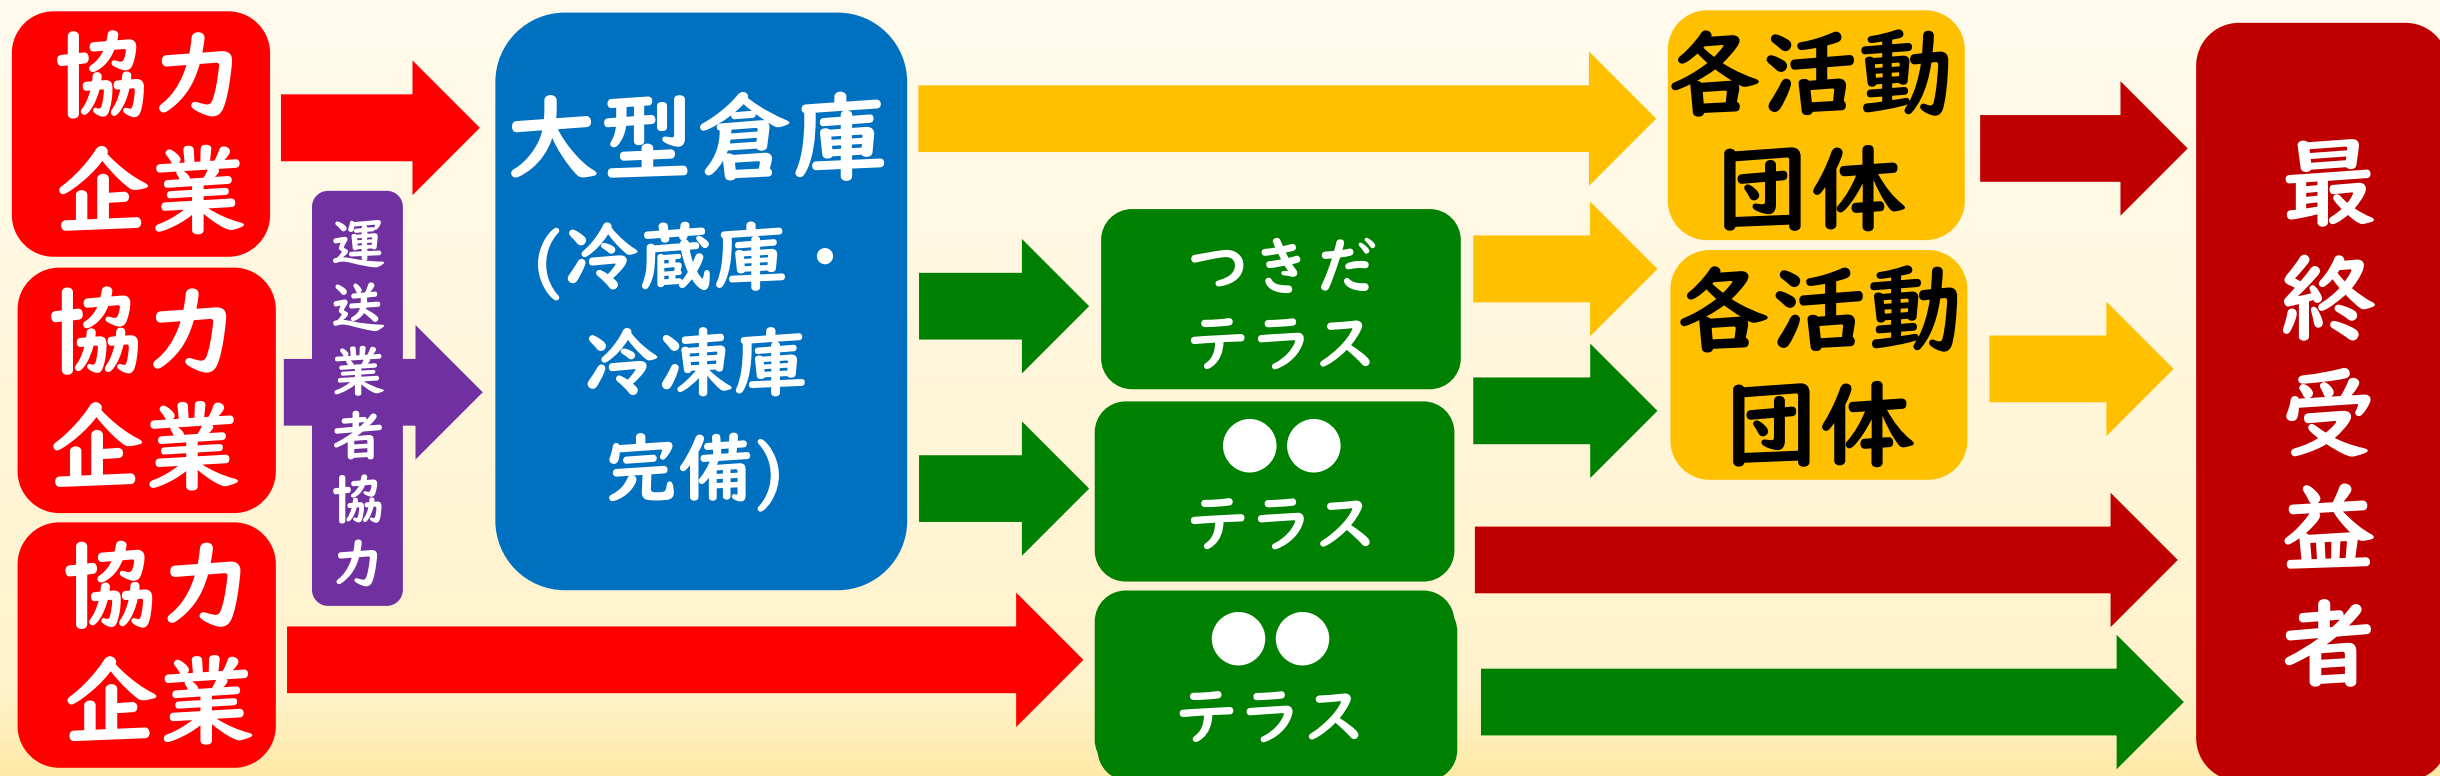 協力
企業
協力
企業
協力
企業
運送業者協力
大型倉庫
(冷蔵庫・
冷凍庫
完備)
つきだ
テラス
●●
テラス
●●
テラス
各活動
団体
各活動
団体
最終受益者